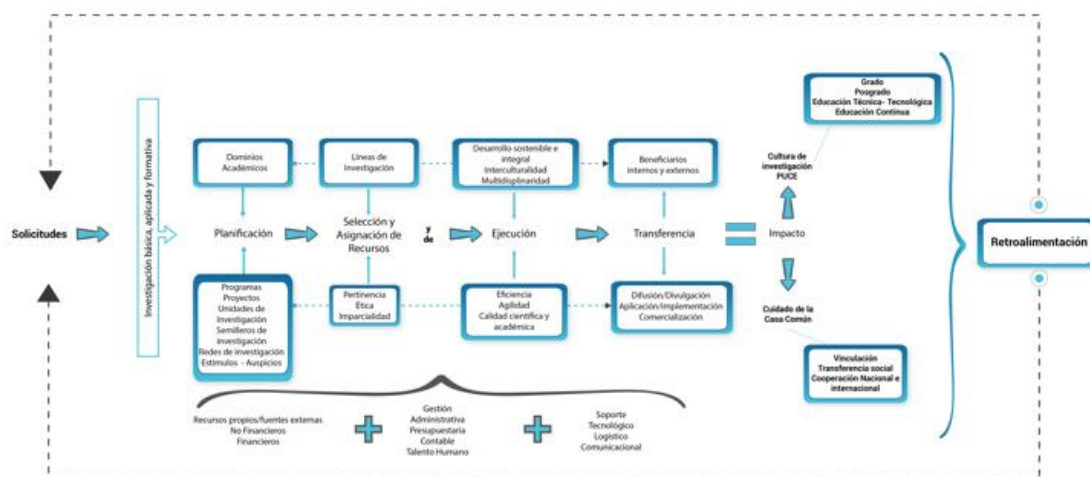 Grado
Posgrado
Educación Técnica- Tecnológica
Educación Continua
Dominios
Académicos
Líneas de
Investigación
Desarrollo sostenible e
integral
Interculturalidad
Multidisplinaridad
Beneficiarios
internos y externos
Cultura de
investigación
PUCE
Solicitudes
Investigación básica, aplicada y formativa
Planificación
Selección y
Asignación de
Recursos
y
de
Ejecución
Transferencia
Impacto
Retroalimentación
Programas
Proyectos
Unidades de
Investigación
Semilleros de
investigación
Redes de investigación
Estímulos - Auspicios
Pertinencia
Ética
Imparcialidad
Eficiencia
Agilidad
Calidad científica y
académica
Difusión/Divulgación
Aplicación/Implementación
Comercialización
Cuidado de la
Casa Común
Vinculación
Transferencia social
Cooperación Nacional e
internacional
Recursos propios/fuentes externas
No Financieros
Financieros
Gestión
Administrativa
Presupuestaria
Contable
Talento Humano
Soporte
Tecnológico
Logístico
Comunicacional